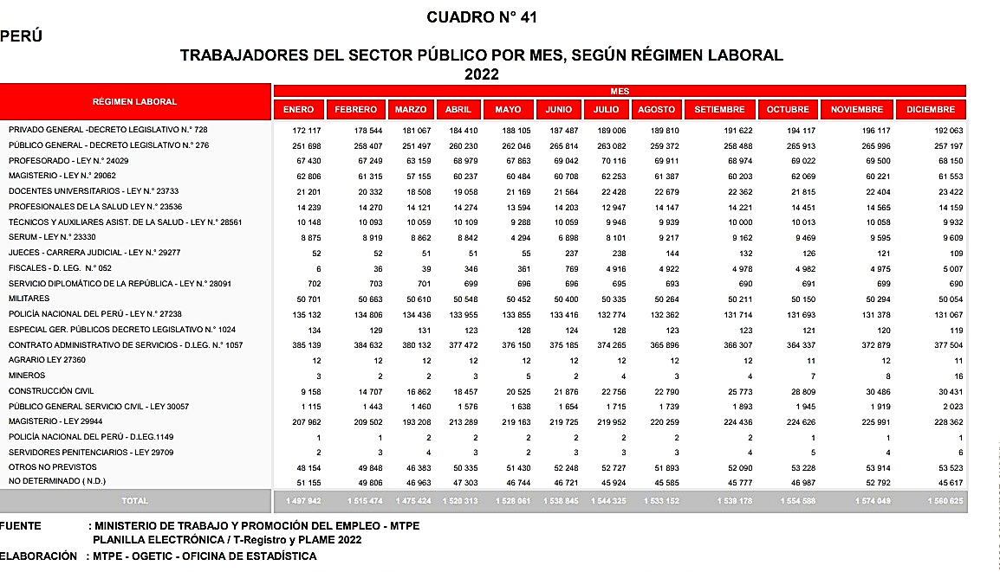 CUADRO N° 41
PERÚ
TRABAJADORES DEL SECTOR PÚBLICO POR MES, SEGÚN RÉGIMEN LABORAL
2022
RÉGIMEN LABORAL MES
ENERO FEBRERO MARZO ABRIL MAYO JUNIO JULIO AGOSTO SETIEMBRE OCTUBRE NOVIEMBRE DICIEMBRE
PRIVADO GENERAL -DECRETO LEGISLATIVO N.° 728 172 117 178 544 181 067 184 410 188 105 187 487 189 006 189 810 191 622 194 117 196 117 192 063
PÚBLICO GENERAL - DECRETO LEGISLATIVO N.° 276 251 698 258 407 251 497 260 230 262 046 265 814 263 082 259 372 258 488 265 913 265 996 257 197
PROFESORADO - LEY N.° 24029 67 430 67 249 63 159 68 979 67 863 69 042 70 116 69 911 68 974 69 022 69 500 68 150
MAGISTERIO - LEY N.° 29062 62 806 61 315 57 155 60 237 60 484 60 708 62 253 61 387 60 203 62 069 60 221 61 553
DOCENTES UNIVERSITARIOS - LEY N.° 23733 21 201 20 332 18 508 19 058 21 169 21 564 22 428 22 679 22 362 21 815 22 404 23 422
PROFESIONALES DE LA SALUD LEY N.° 23536 14 239 14 270 14 121 14 274 13 594 14 203 12 947 14 147 14 221 14 451 14 565 14 159
TÉCNICOS Y AUXILIARES ASIST. DE LA SALUD - LEY N.° 28561 10 148 10 093 10 059 10 109 9 288 10 059 9 946 9 939 10 000 10 013 10 058 9 932
SERUM - LEY N.° 23330 8 875 8 919 8 862 8 842 4 294 6 898 8 101 9 217 9 162 9 469 9 595 9 609
JUECES - CARRERA JUDICIAL - LEY N.° 29277 52 52 51 51 55 237 238 144 132 126 121 109
FISCALES - D. LEG. N.° 052 6 36 39 346 361 769 4 916 4 922 4 978 4 982 4 975 5 007
SERVICIO DIPLOMÁTICO DE LA REPÚBLICA - LEY N.° 28091 702 703 701 699 696 696 695 693 690 691 699 690
MILITARES 50 701 50 663 50 610 50 548 50 452 50 400 50 335 50 264 50 211 50 150 50 294 50 054
POLICÍA NACIONAL DEL PERÚ - LEY N.° 27238 135 132 134 806 134 436 133 955 133 855 133 416 132 774 132 362 131 714 131 693 131 378 131 067
ESPECIAL GER. PÚBLICOS DECRETO LEGISLATIVO N.° 1024 134 129 131 123 128 124 128 123 123 121 120 119
CONTRATO ADMINISTRATIVO DE SERVICIOS - D.LEG. N.° 1057 385 139 384 632 380 132 377 472 376 150 375 185 374 265 365 896 366 307 364 337 372 879 377 504
AGRARIO LEY 27360 12 12 12 12 12 12 12 12 12 11 12 11
MINEROS 3 2 2 3 5 2 4 3 4 7 8 16
CONSTRUCCIÓN CIVIL 9 158 14 707 16 862 18 457 20 525 21 876 22 756 22 790 25 773 28 809 30 486 30 431
PÚBLICO GENERAL SERVICIO CIVIL - LEY 30057 1 115 1 443 1 460 1 576 1 638 1 654 1 715 1 739 1 893 1 945 1 919 2 023
MAGISTERIO - LEY 29944 207 962 209 502 193 208 213 289 219 163 219 725 219 952 220 259 224 436 224 626 225 991 228 362
POLICÍA NACIONAL DEL PERÚ - D.LEG.1149 1 1 2 2 2 2 2 2 2 1 1 1
SERVIDORES PENITENCIARIOS - LEY 29709 2 3 4 3 2 3 3 3 4 5 4 6
OTROS NO PREVISTOS 48 154 49 848 46 383 50 335 51 430 52 248 52 727 51 893 52 090 53 228 53 914 53 523
NO DETERMINADO ( N.D.) 51 155 49 806 46 963 47 303 46 744 46 721 45 924 45 585 45 777 46 987 52 792 45 617
TOTAL 1 497 942 1 515 474 1 475 424 1 520 313 1 528 061 1 538 845 1 544 325 1 533 152 1 539 178 1 554 588 1 574 049 1 560 625
FUENTE : MINISTERIO DE TRABAJO Y PROMOCIÓN DEL EMPLEO - MTPE
PLANILLA ELECTRÓNICA / T-Registro y PLAME 2022
ELABORACIÓN : MTPE - OGETIC - OFICINA DE ESTADÍSTICA